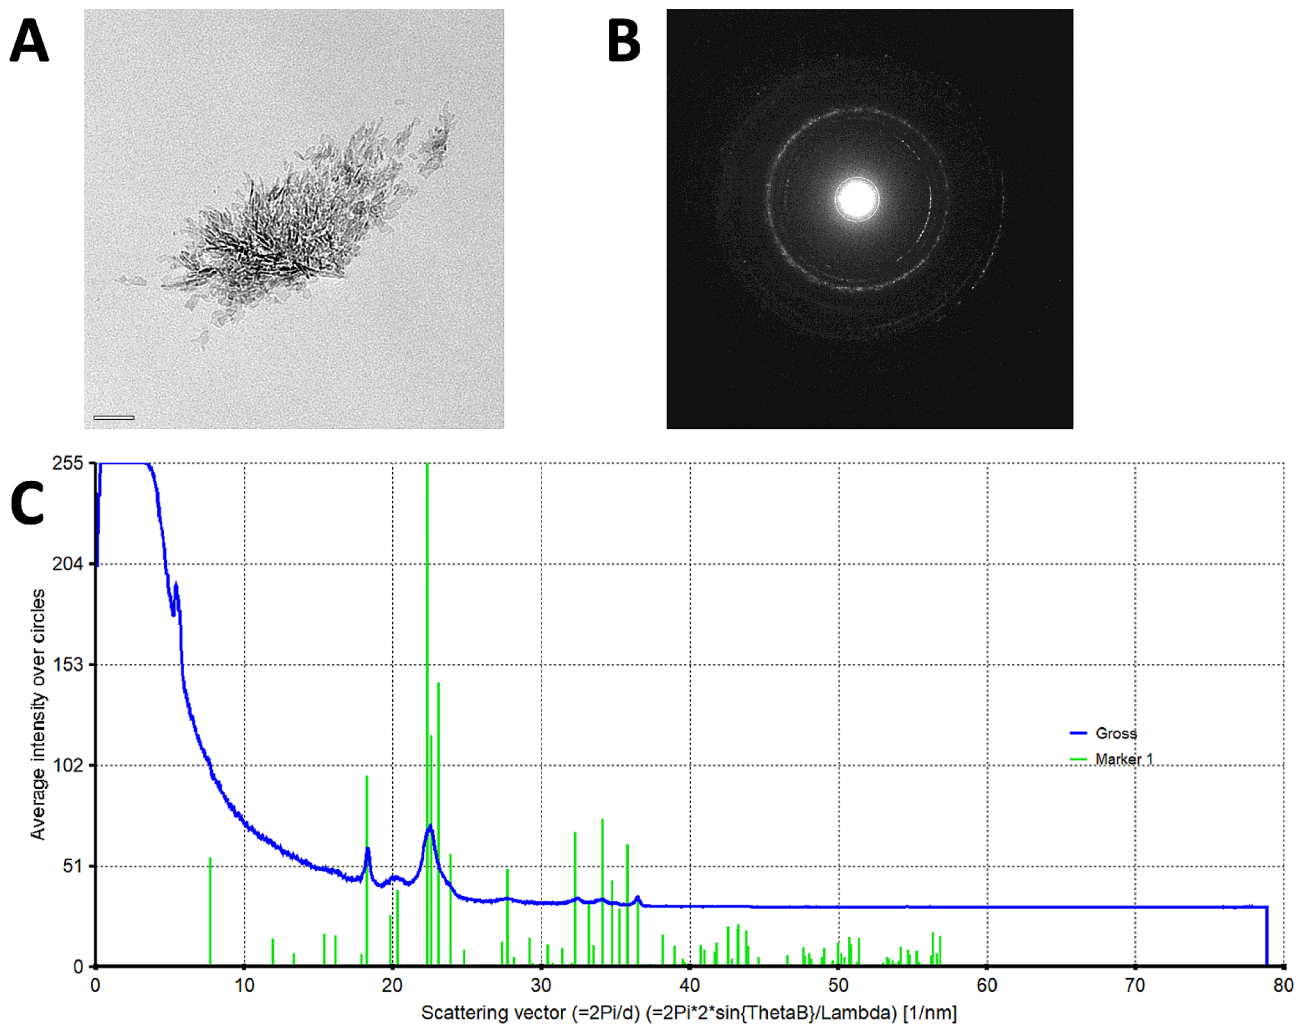 A
B
C
255
204
153
102
51
0
Average intensity over circles
Gross
Marker 1
0
10
20
30
40
50
60
70
80
Scattering vector (=2Pi/d) (=2Pi*2*sin{ThetaB}/Lambda) [1/nm]